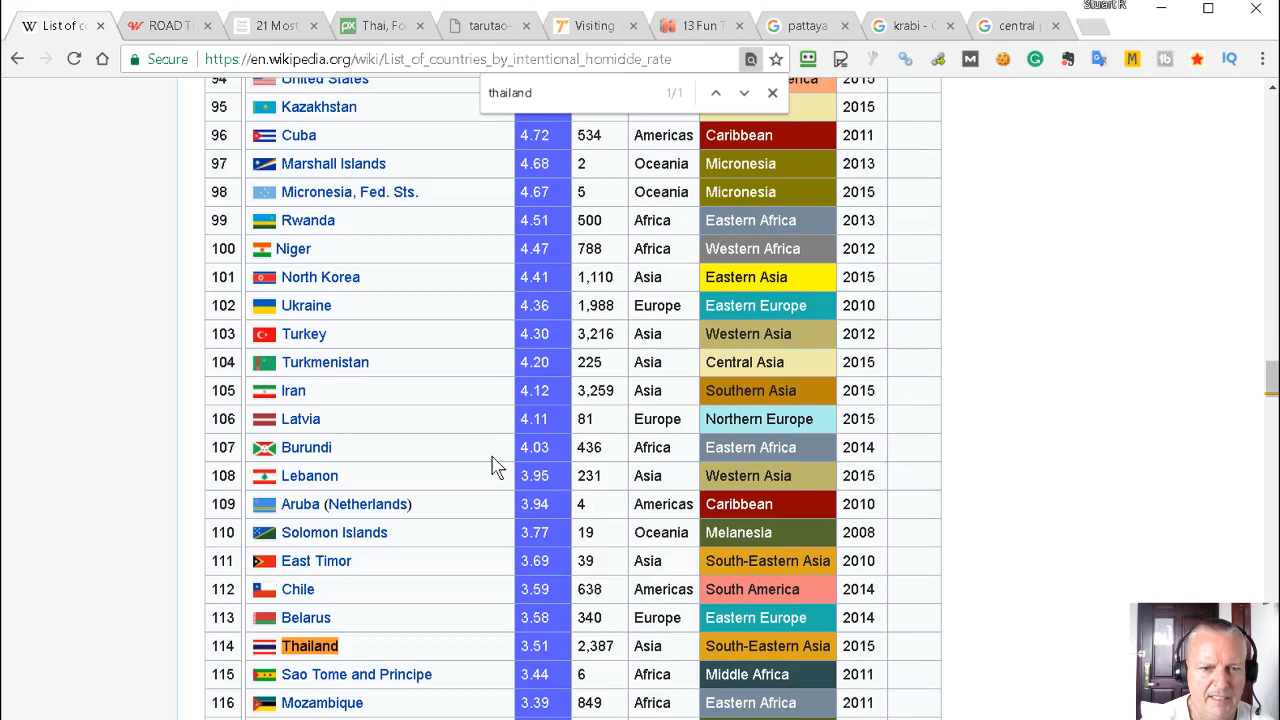 Stuart R
List of co
ROAD T
21 Most
Thai, Fo
tarutao
Visiting
13 Fun T
pattaya
krabi -
central p
Secure
https://en.wikipedia.org/wiki/List_of_countries_by_intentional_homicide_rate
thailand 1/1
94 United States 2015
95 Kazakhstan 2015
96 Cuba 4.72 534 Americas Caribbean 2011
97 Marshall Islands 4.68 2 Oceania Micronesia 2013
98 Micronesia, Fed. Sts. 4.67 5 Oceania Micronesia 2015
99 Rwanda 4.51 500 Africa Eastern Africa 2013
100 Niger 4.47 788 Africa Western Africa 2012
101 North Korea 4.41 1,110 Asia Eastern Asia 2015
102 Ukraine 4.36 1,988 Europe Eastern Europe 2010
103 Turkey 4.30 3,216 Asia Western Asia 2012
104 Turkmenistan 4.20 225 Asia Central Asia 2015
105 Iran 4.12 3,259 Asia Southern Asia 2015
106 Latvia 4.11 81 Europe Northern Europe 2015
107 Burundi 4.03 436 Africa Eastern Africa 2014
108 Lebanon 3.95 231 Asia Western Asia 2015
109 Aruba (Netherlands) 3.94 4 Americas Caribbean 2010
110 Solomon Islands 3.77 19 Oceania Melanesia 2008
111 East Timor 3.69 39 Asia South-Eastern Asia 2010
112 Chile 3.59 638 Americas South America 2014
113 Belarus 3.58 340 Europe Eastern Europe 2014
114 Thailand 3.51 2,387 Asia South-Eastern Asia 2015
115 Sao Tome and Principe 3.44 6 Africa Middle Africa 2011
116 Mozambique 3.39 849 Africa Eastern Africa 2011